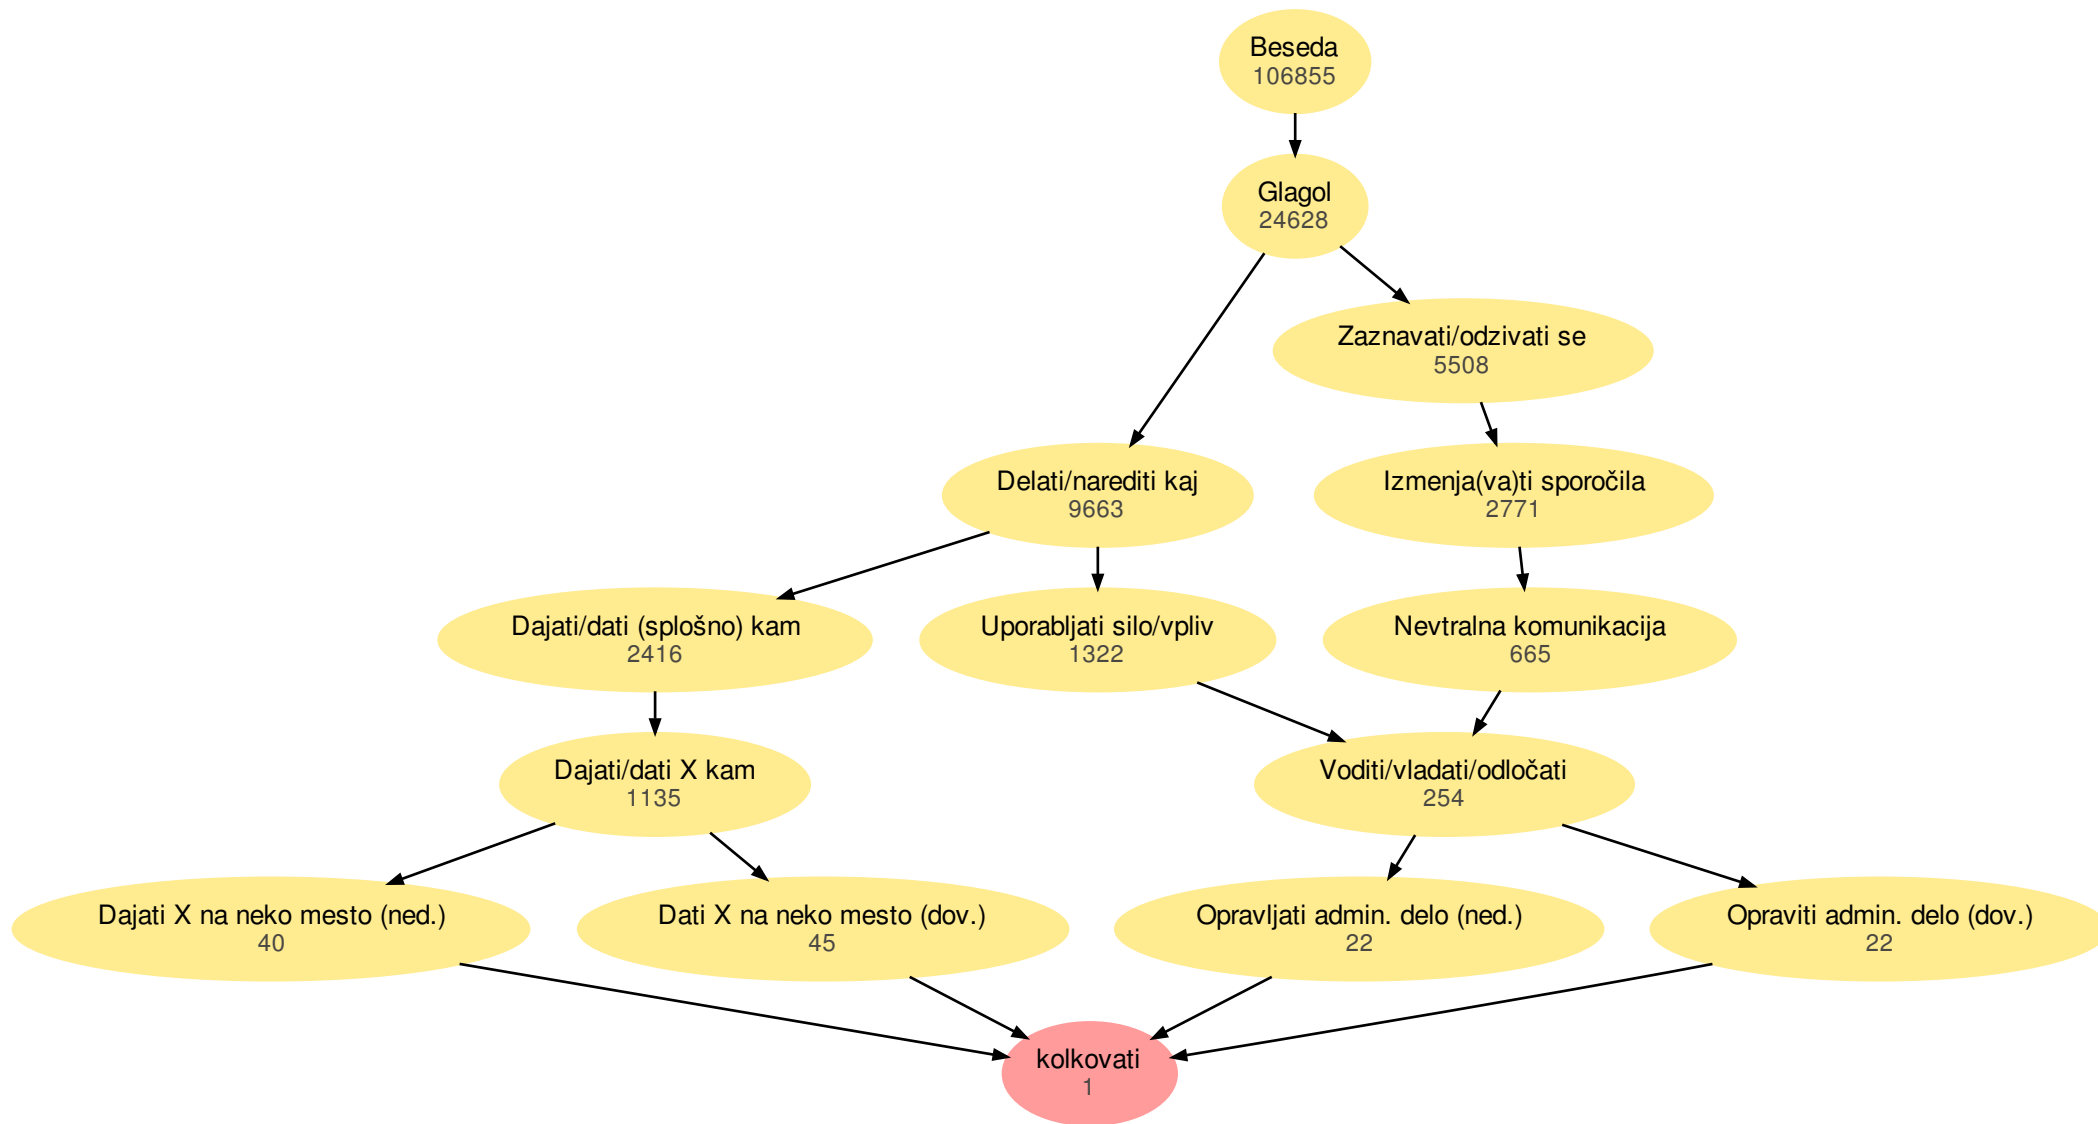 Beseda
106855
Glagol
24628
Zaznavati/odzivati se
5508
Delati/narediti kaj
9663
Izmenja(va)ti sporočila
2771
Dajati/dati (splošno) kam
2416
Uporabljati silo/vpliv
1322
Nevtralna komunikacija
665
Dajati/dati X kam
1135
Voditi/vladati/odločati
254
Dajati X na neko mesto (ned.)
40
Dati X na neko mesto (dov.)
45
Opravljati admin. delo (ned.)
22
Opraviti admin. delo (dov.)
22
kolkovati
1